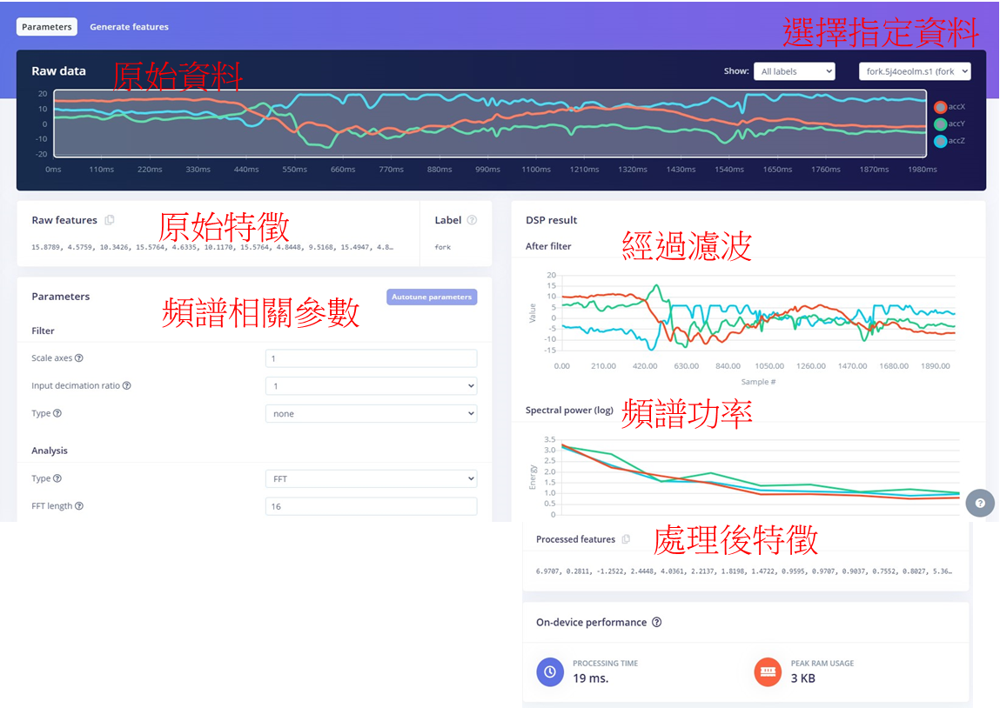 Parameters
Generate features
選擇指定資料
Raw data
原始資料
Show:
All labels
fork.5j4oeolm.s1 (fork
20
10
0
-10
-20
0ms 110ms 220ms 330ms 440ms 550ms 660ms 770ms 880ms 990ms 1100ms 1210ms 1320ms 1430ms 1540ms 1650ms 1760ms 1870ms 1980ms
accX
accY
accZ
Raw features
原始特徵
Label
15.8789, 4.5759, 10.3426, 15.5764, 4.6335, 10.1170, 15.5764, 4.8448, 9.5168, 15.4947, 4.8…
fork
Parameters
頻譜相關參數
Autotune parameters
Filter
Scale axes
1
Input decimation ratio
1
Type
none
Analysis
Type
FFT
FFT length
16
DSP result
After filter
經過濾波
Value
20
15
10
5
0
-5
-10
-15
0.00 210.00 420.00 630.00 840.00 1050.00 1260.00 1470.00 1680.00 1890.00
Sample #
Spectral power (log)
頻譜功率
Energy
3.5
3.0
2.5
2.0
1.5
1.0
0.5
0
Processed features
處理後特徵
6.9707, 0.2811, -1.2522, 2.4448, 4.0361, 2.2137, 1.8198, 1.4722, 0.9595, 0.9707, 0.9037, 0.7552, 0.8027, 5.36…
On-device performance
PROCESSING TIME
19 ms.
PEAK RAM USAGE
3 KB